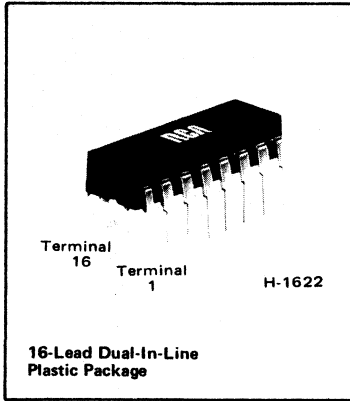 RCA
Terminal
16
Terminal
1
H-1622
16-Lead Dual-In-Line
Plastic Package